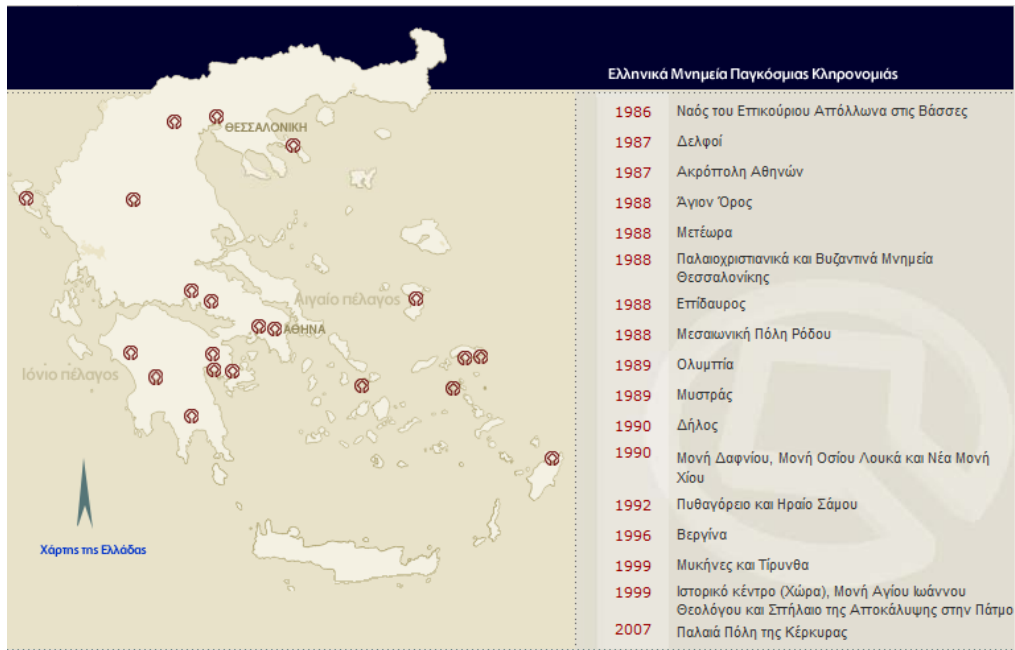 Ελληνικά Μνημεία Παγκόσμιας Κληρονομιάς
ΘΕΣΣΑΛΟΝΙΚΗ
Αιγαίο πέλαγος
ΑΘΗΝΑ
Ιόνιο πέλαγος
Χάρτης της Ελλάδας
1986 Ναός του Επικούριου Απόλλωνα στις Βάσσες
1987 Δελφοί
1987 Ακρόπολη Αθηνών
1988 Άγιον Όρος
1988 Μετέωρα
1988 Παλαιοχριστιανικά και Βυζαντινά Μνημεία
Θεσσαλονίκης
1988 Επίδαυρος
1988 Μεσαιωνική Πόλη Ρόδου
1989 Ολυμπία
1989 Μυστράς
1990 Δήλος
1990 Μονή Δαφνίου, Μονή Οσίου Λουκά και Νέα Μονή
Χίου
1992 Πυθαγόρειο και Ηραίο Σάμου
1996 Βεργίνα
1999 Μυκήνες και Τίρυνθα
1999 Ιστορικό κέντρο (Χώρα), Μονή Αγίου Ιωάννου
Θεολόγου και Σπήλαιο της Αποκάλυψης στην Πάτμο
2007 Παλαιά Πόλη της Κέρκυρας